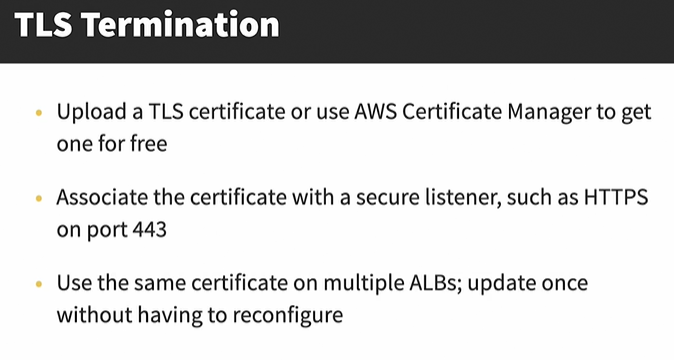 TLS Termination
• Upload a TLS certificate or use AWS Certificate Manager to get
one for free
• Associate the certificate with a secure listener, such as HTTPS
on port 443
• Use the same certificate on multiple ALBs; update once
without having to reconfigure